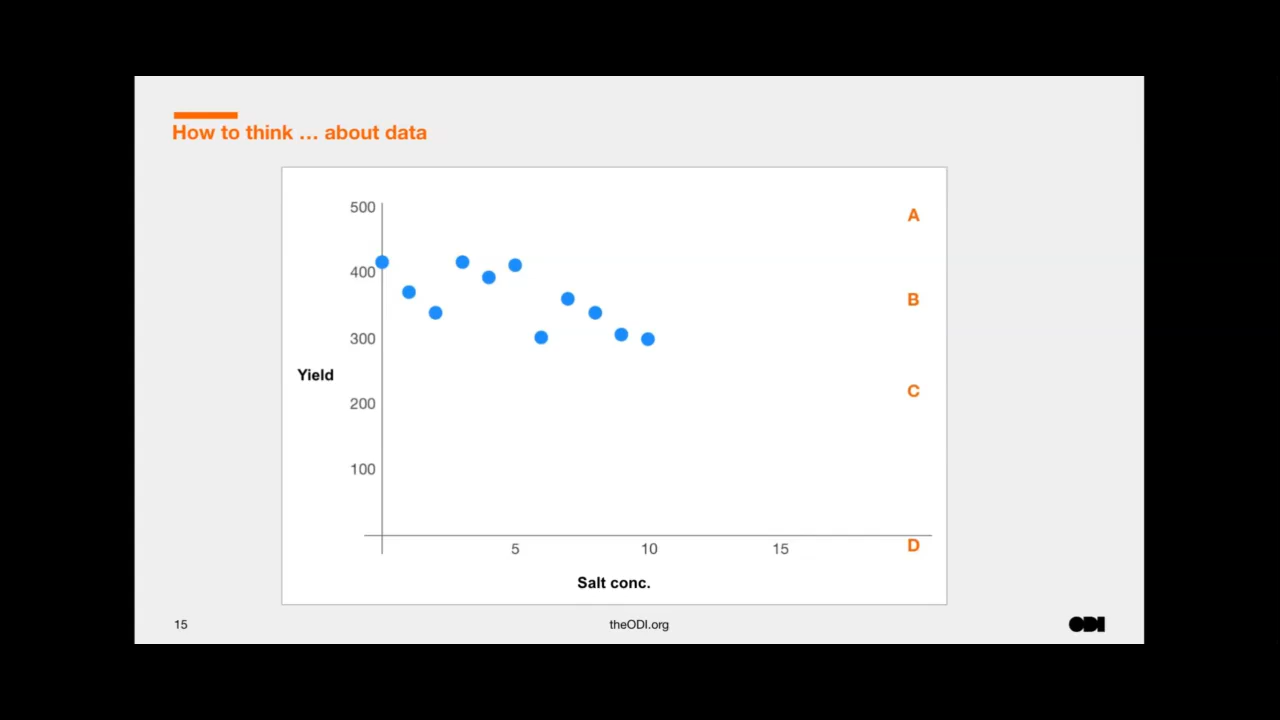 How to think … about data
500
A
400
B
300
Yield
C
200
100
D
5
10
15
Salt conc.
15
theODI.org
ODI